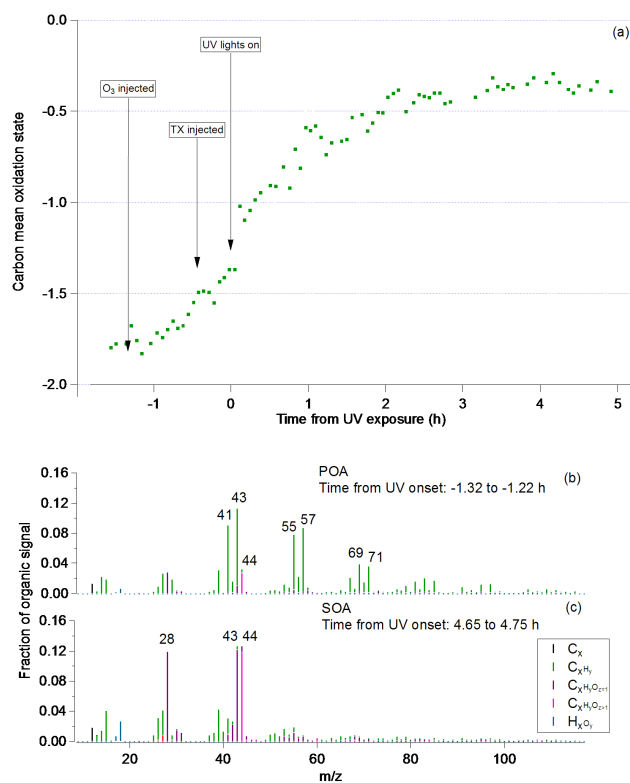 (a)
0.0
-0.5
-1.0
-1.5
-2.0
Carbon mean oxidation state
O3 injected
TX injected
UV lights on
-1 0 1 2 3 4 5
Time from UV exposure (h)
0.16
0.12
0.08
0.04
0.00
POA
Time from UV onset: -1.32 to -1.22 h
(b)
41 43 44 55 57 69 71
0.16
0.12
0.08
0.04
0.00
SOA
Time from UV onset: 4.65 to 4.75 h
(c)
28 43 44
Fraction of organic signal
Cx
CxHy
CxHyOz=1
CxHyOz>1
HxOy
20 40 60 80 100
m/z